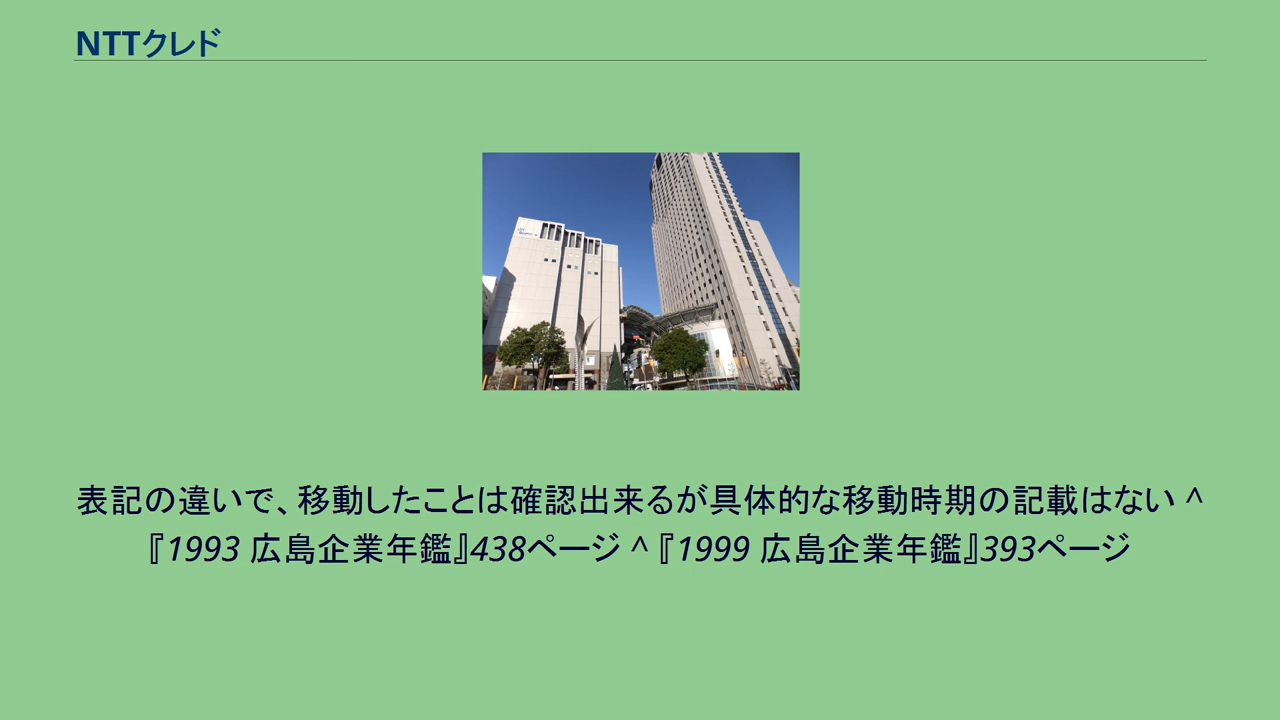 NTTクレド
表記の違いで、移動したことは確認出来るが具体的な移動時期の記載はない ^
『1993 広島企業年鑑』438ページ ^ 『1999 広島企業年鑑』393ページ